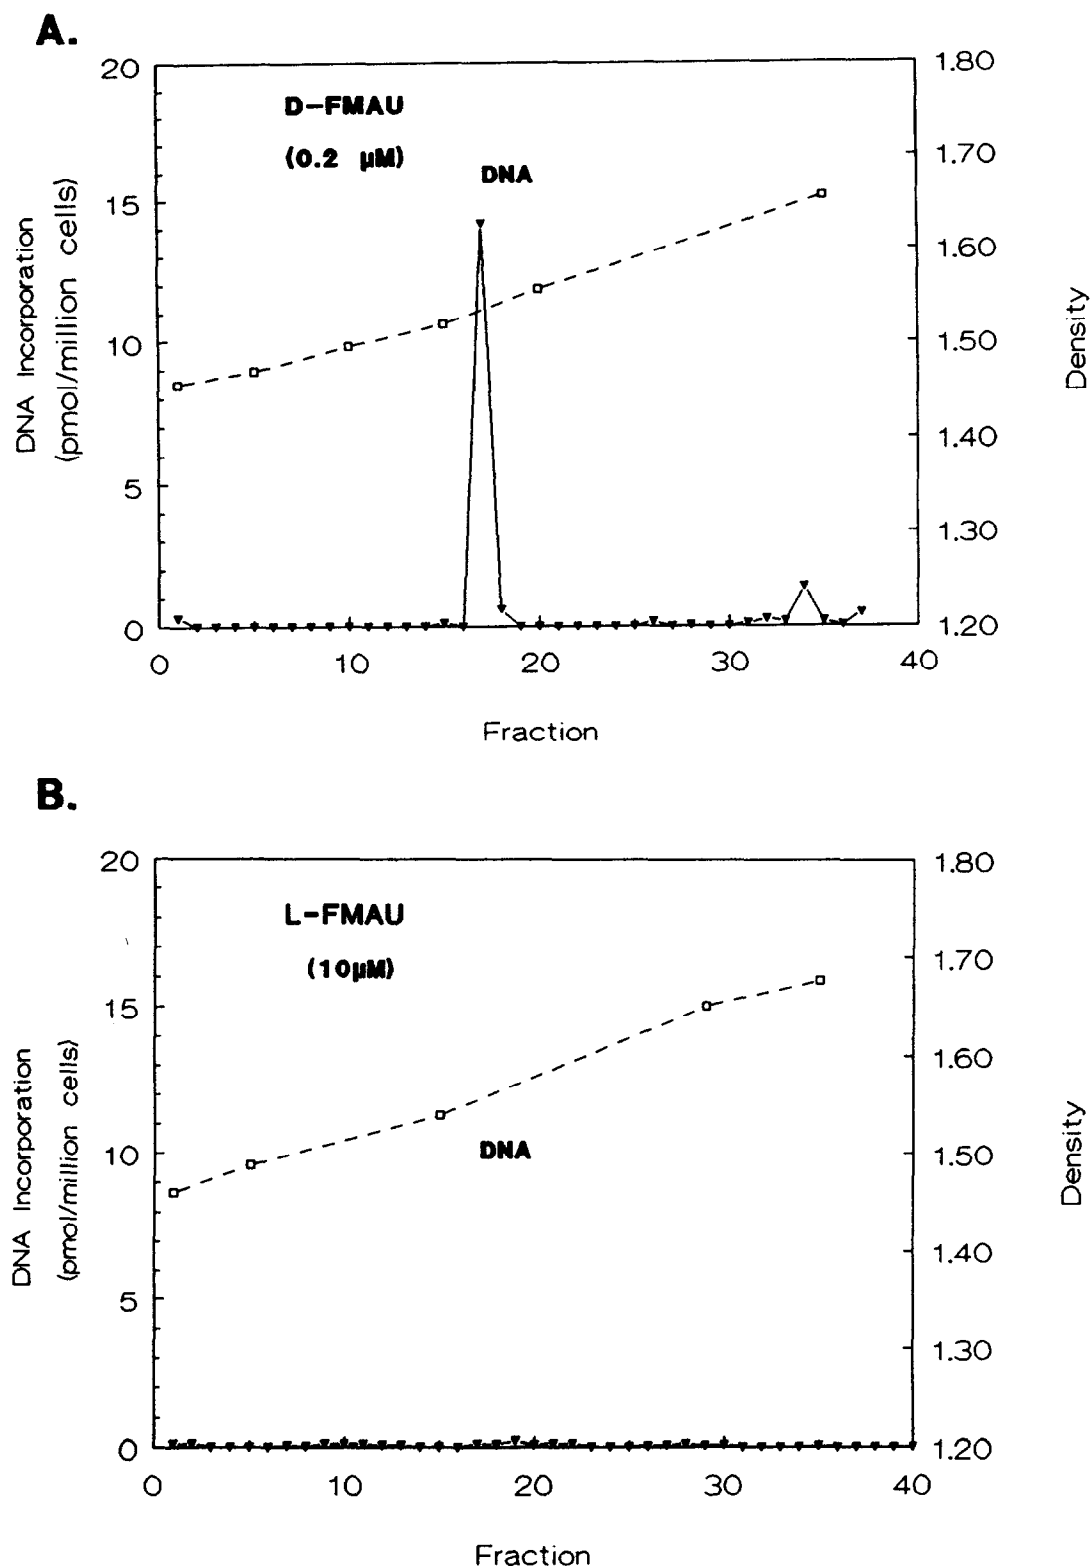 A.
D-FMAU
(0.2 µM)
DNA
20
15
10
5
0
1.80
1.70
1.60
1.50
1.40
1.30
1.20
0 10 20 30 40
DNA Incorporation
(pmol/million cells)
Density
Fraction
B.
L-FMAU
(10µM)
DNA
20
15
10
5
0
1.80
1.70
1.60
1.50
1.40
1.30
1.20
0 10 20 30 40
DNA Incorporation
(pmol/million cells)
Density
Fraction